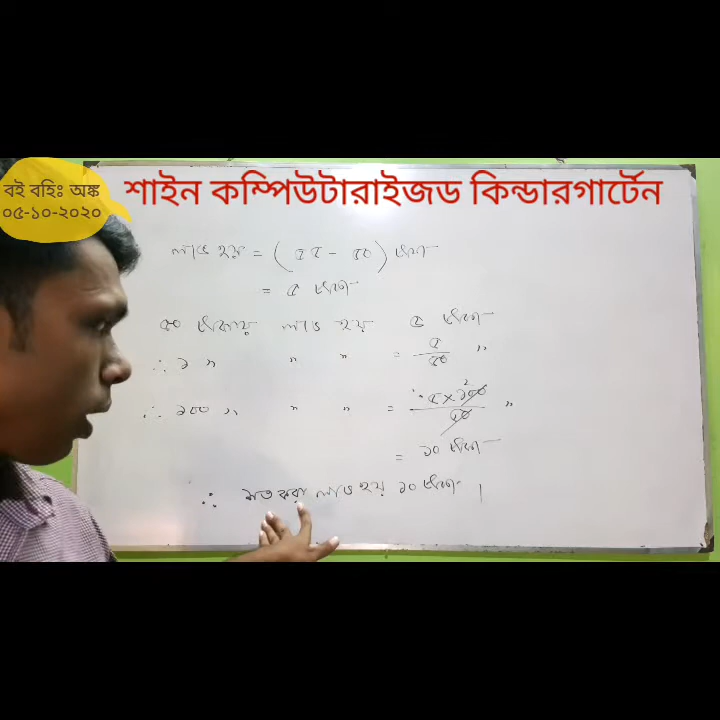 বই বহিঃ অঙ্ক
০৫-১০-২০২০
শাইন কম্পিউটারাইজড কিন্ডারগার্টেন
লাভ হয় = (৫৫ - ৫০) টাকা
= ৫ টাকা
৫০ টাকায় লাভ হয় ৫ টাকা
∴ ১ " " " = ৫/৫০ "
∴ ১০০ " " " = ৫×১০০/৫০ "
২
= ১০ টাকা
∴ শতকরা লাভ হয় ১০ টাকা।